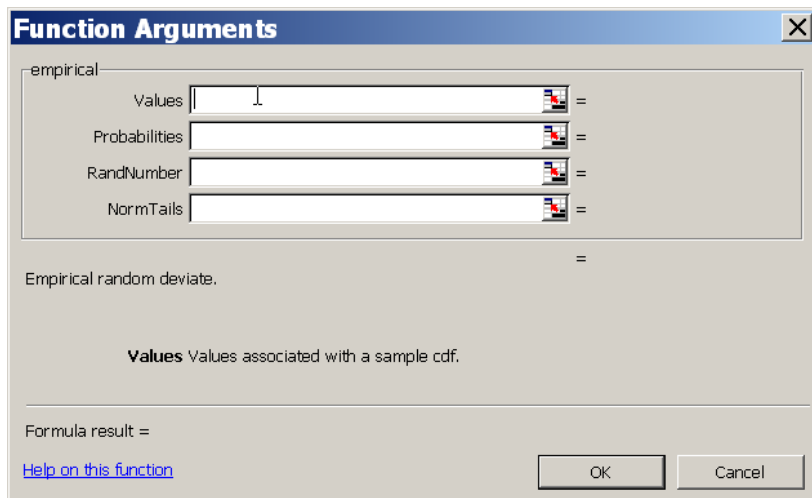 Function Arguments
empirical
Values =
Probabilities =
RandNumber =
NormTails =
=
Empirical random deviate.
Values Values associated with a sample cdf.
Formula result =
Help on this function
OK Cancel